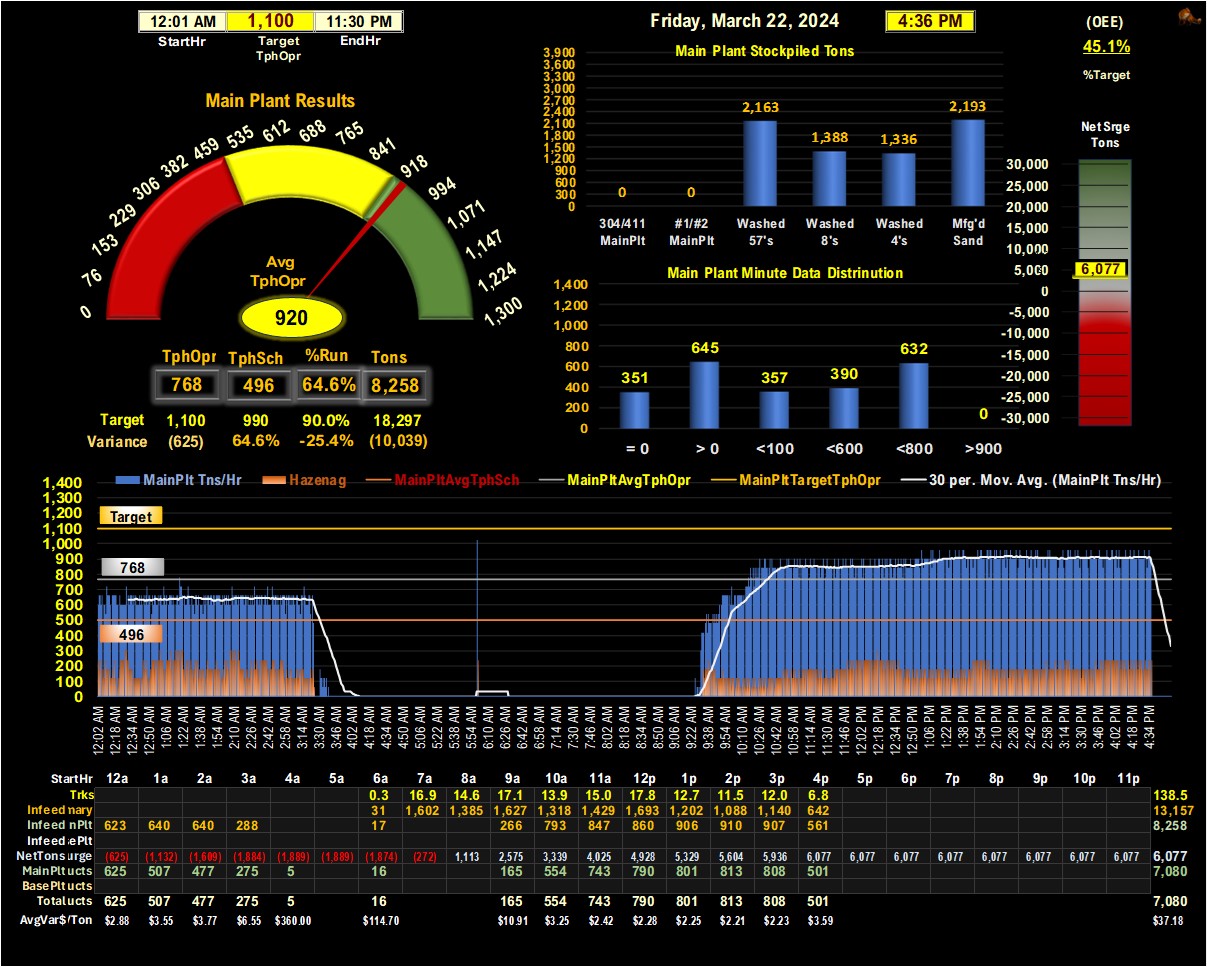 12:01 AM 1,100 11:30 PM
StartHr Target TphOpr EndHr
Friday, March 22, 2024 4:36 PM
(OEE)
45.1%
%Target
Main Plant Results
0 76 153 229 306 382 459 535 612 688 765 841 918 994 1,071 1,147 1,224 1,300
Avg
TphOpr
920
TphOpr TphSch %Run Tons
768 496 64.6% 8,258
Target 1,100 990 90.0% 18,297
Variance (625) 64.6% -25.4% (10,039)
Main Plant Stockpiled Tons
3,900
3,600
3,300
3,000
2,700
2,400
2,100
1,800
1,500
1,200
900
600
300
0
0 0 2,163 1,388 1,336 2,193
304/411 #1/#2 Washed Washed Washed Mfg'd
MainPlt MainPlt 57's 8's 4's Sand
Main Plant Minute Data Distrinution
1,400
1,200
1,000
800
600
400
200
0
351 645 357 390 632 0
= 0 > 0 <100 <600 <800 >900
Net Srge
Tons
30,000
25,000
20,000
15,000
10,000
5,000
0
-5,000
-10,000
-15,000
-20,000
-25,000
-30,000
6,077
MainPlt Tns/Hr Hazenag MainPltAvgTphSch MainPltAvgTphOpr MainPltTargetTphOpr 30 per. Mov. Avg. (MainPlt Tns/Hr)
1,400
1,300
1,200
1,100
1,000
900
800
700
600
500
400
300
200
100
0
Target
768
496
12:02 AM 12:18 AM 12:34 AM 12:50 AM 1:06 AM 1:22 AM 1:38 AM 1:54 AM 2:10 AM 2:26 AM 2:42 AM 2:58 AM 3:14 AM 3:30 AM 3:46 AM 4:02 AM 4:18 AM 4:34 AM 4:50 AM 5:06 AM 5:22 AM 5:38 AM 5:54 AM 6:10 AM 6:26 AM 6:42 AM 6:58 AM 7:14 AM 7:30 AM 7:46 AM 8:02 AM 8:18 AM 8:34 AM 8:50 AM 9:06 AM 9:22 AM 9:38 AM 9:54 AM 10:10 AM 10:26 AM 10:42 AM 10:58 AM 11:14 AM 11:30 AM 11:46 AM 12:02 PM 12:18 PM 12:34 PM 12:50 PM 1:06 PM 1:22 PM 1:38 PM 1:54 PM 2:10 PM 2:26 PM 2:42 PM 2:58 PM 3:14 PM 3:30 PM 3:46 PM 4:02 PM 4:18 PM 4:34 PM
StartHr 12a 1a 2a 3a 4a 5a 6a 7a 8a 9a 10a 11a 12p 1p 2p 3p 4p 5p 6p 7p 8p 9p 10p 11p
Trks 0.3 16.9 14.6 17.1 13.9 15.0 17.8 12.7 11.5 12.0 6.8 138.5
Infeed nary 31 1,602 1,385 1,627 1,318 1,429 1,693 1,202 1,088 1,140 642 13,157
Infeed nPlt 623 640 640 288 17 266 793 847 860 906 910 907 561 8,258
Infeed ePlt
NetTons urge (625) (1,132) (1,609) (1,884) (1,889) (1,889) (1,874) (272) 1,113 2,575 3,339 4,025 4,928 5,329 5,604 5,936 6,077 6,077 6,077 6,077 6,077 6,077 6,077 6,077 6,077
MainPlt ucts 625 507 477 275 5 16 165 554 743 790 801 813 808 501 7,080
BasePlt ucts
Total ucts 625 507 477 275 5 16 165 554 743 790 801 813 808 501 7,080
AvgVar$/Ton $2.88 $3.55 $3.77 $6.55 $360.00 $114.70 $10.91 $3.25 $2.42 $2.28 $2.25 $2.21 $2.23 $3.59 $37.18